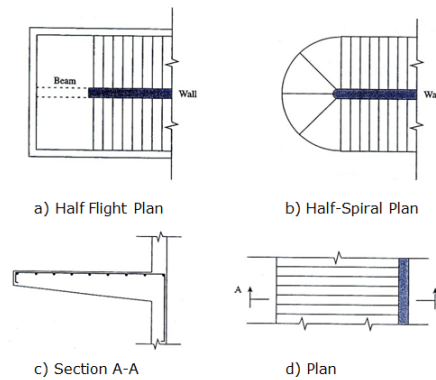 Beam
Wall
Wa
a) Half Flight Plan
b) Half-Spiral Plan
A
c) Section A-A
d) Plan